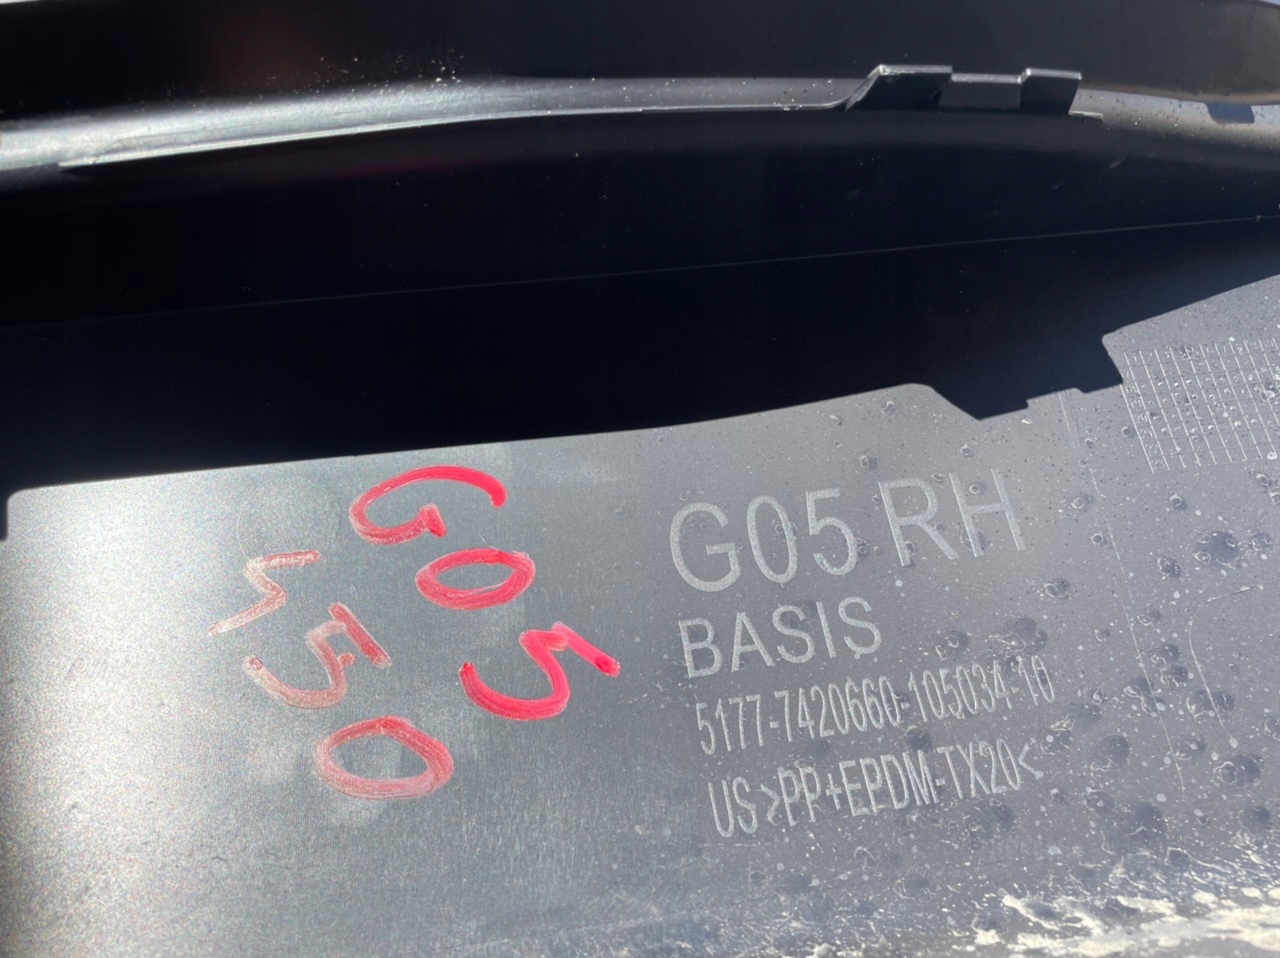 G05
450
G05 RH
BASIS
5177-7420660-105034-10
US >PP+EPDM-TX20<